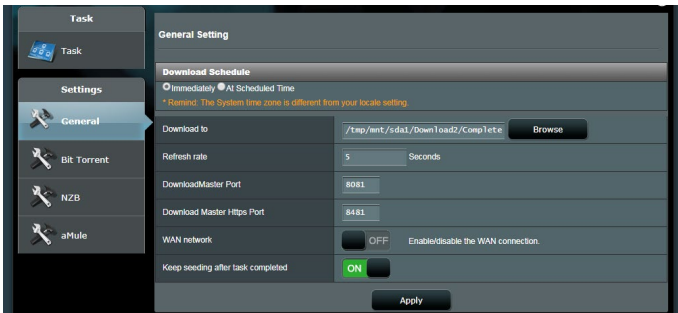 Task
Task
Settings
General
Bit Torrent
NZB
aMule
General Setting
Download Schedule
Immediately At Scheduled Time
* Remind: The System time zone is different from your locale setting.
Download to /tmp/mnt/sda1/Download2/Complete Browse
Refresh rate 5 Seconds
DownloadMaster Port 8081
Download Master Https Port 8481
WAN network OFF Enable/disable the WAN connection.
Keep seeding after task completed ON
Apply